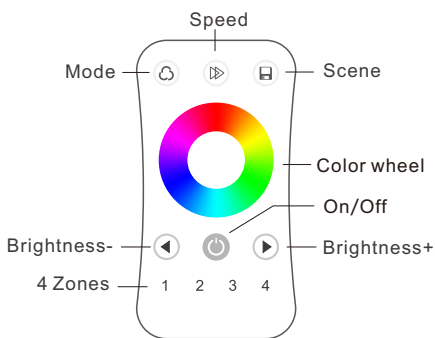 Speed
Mode
Scene
Color wheel
On/Off
Brightness-
Brightness+
4 Zones
1 2 3 4